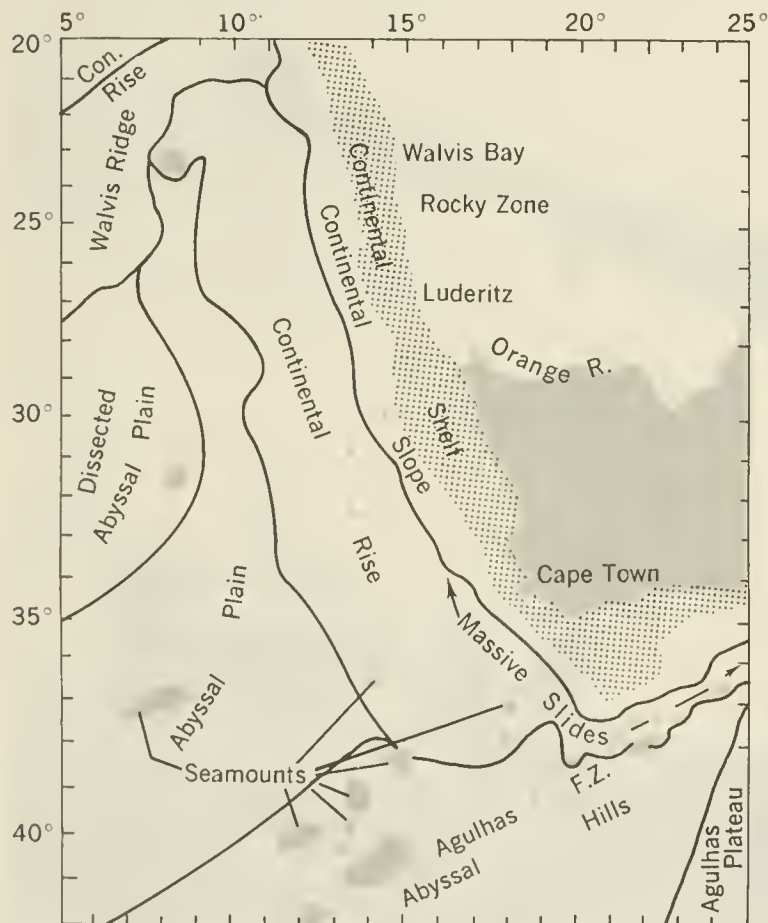 5° 10° 15° 20° 25°
20°
Con.
Rise
Walvis Ridge
Continental
Walvis Bay
Rocky Zone
25°
Continental
Luderitz
Continental
Orange R.
Dissected
Abyssal Plain
30°
Shelf
Slope
Rise
Cape Town
Plain
35°
Massive
Slides
Abyssal
Seamounts
F.Z.
Hills
40°
Agulhas
Abyssal
Agulhas
Plateau